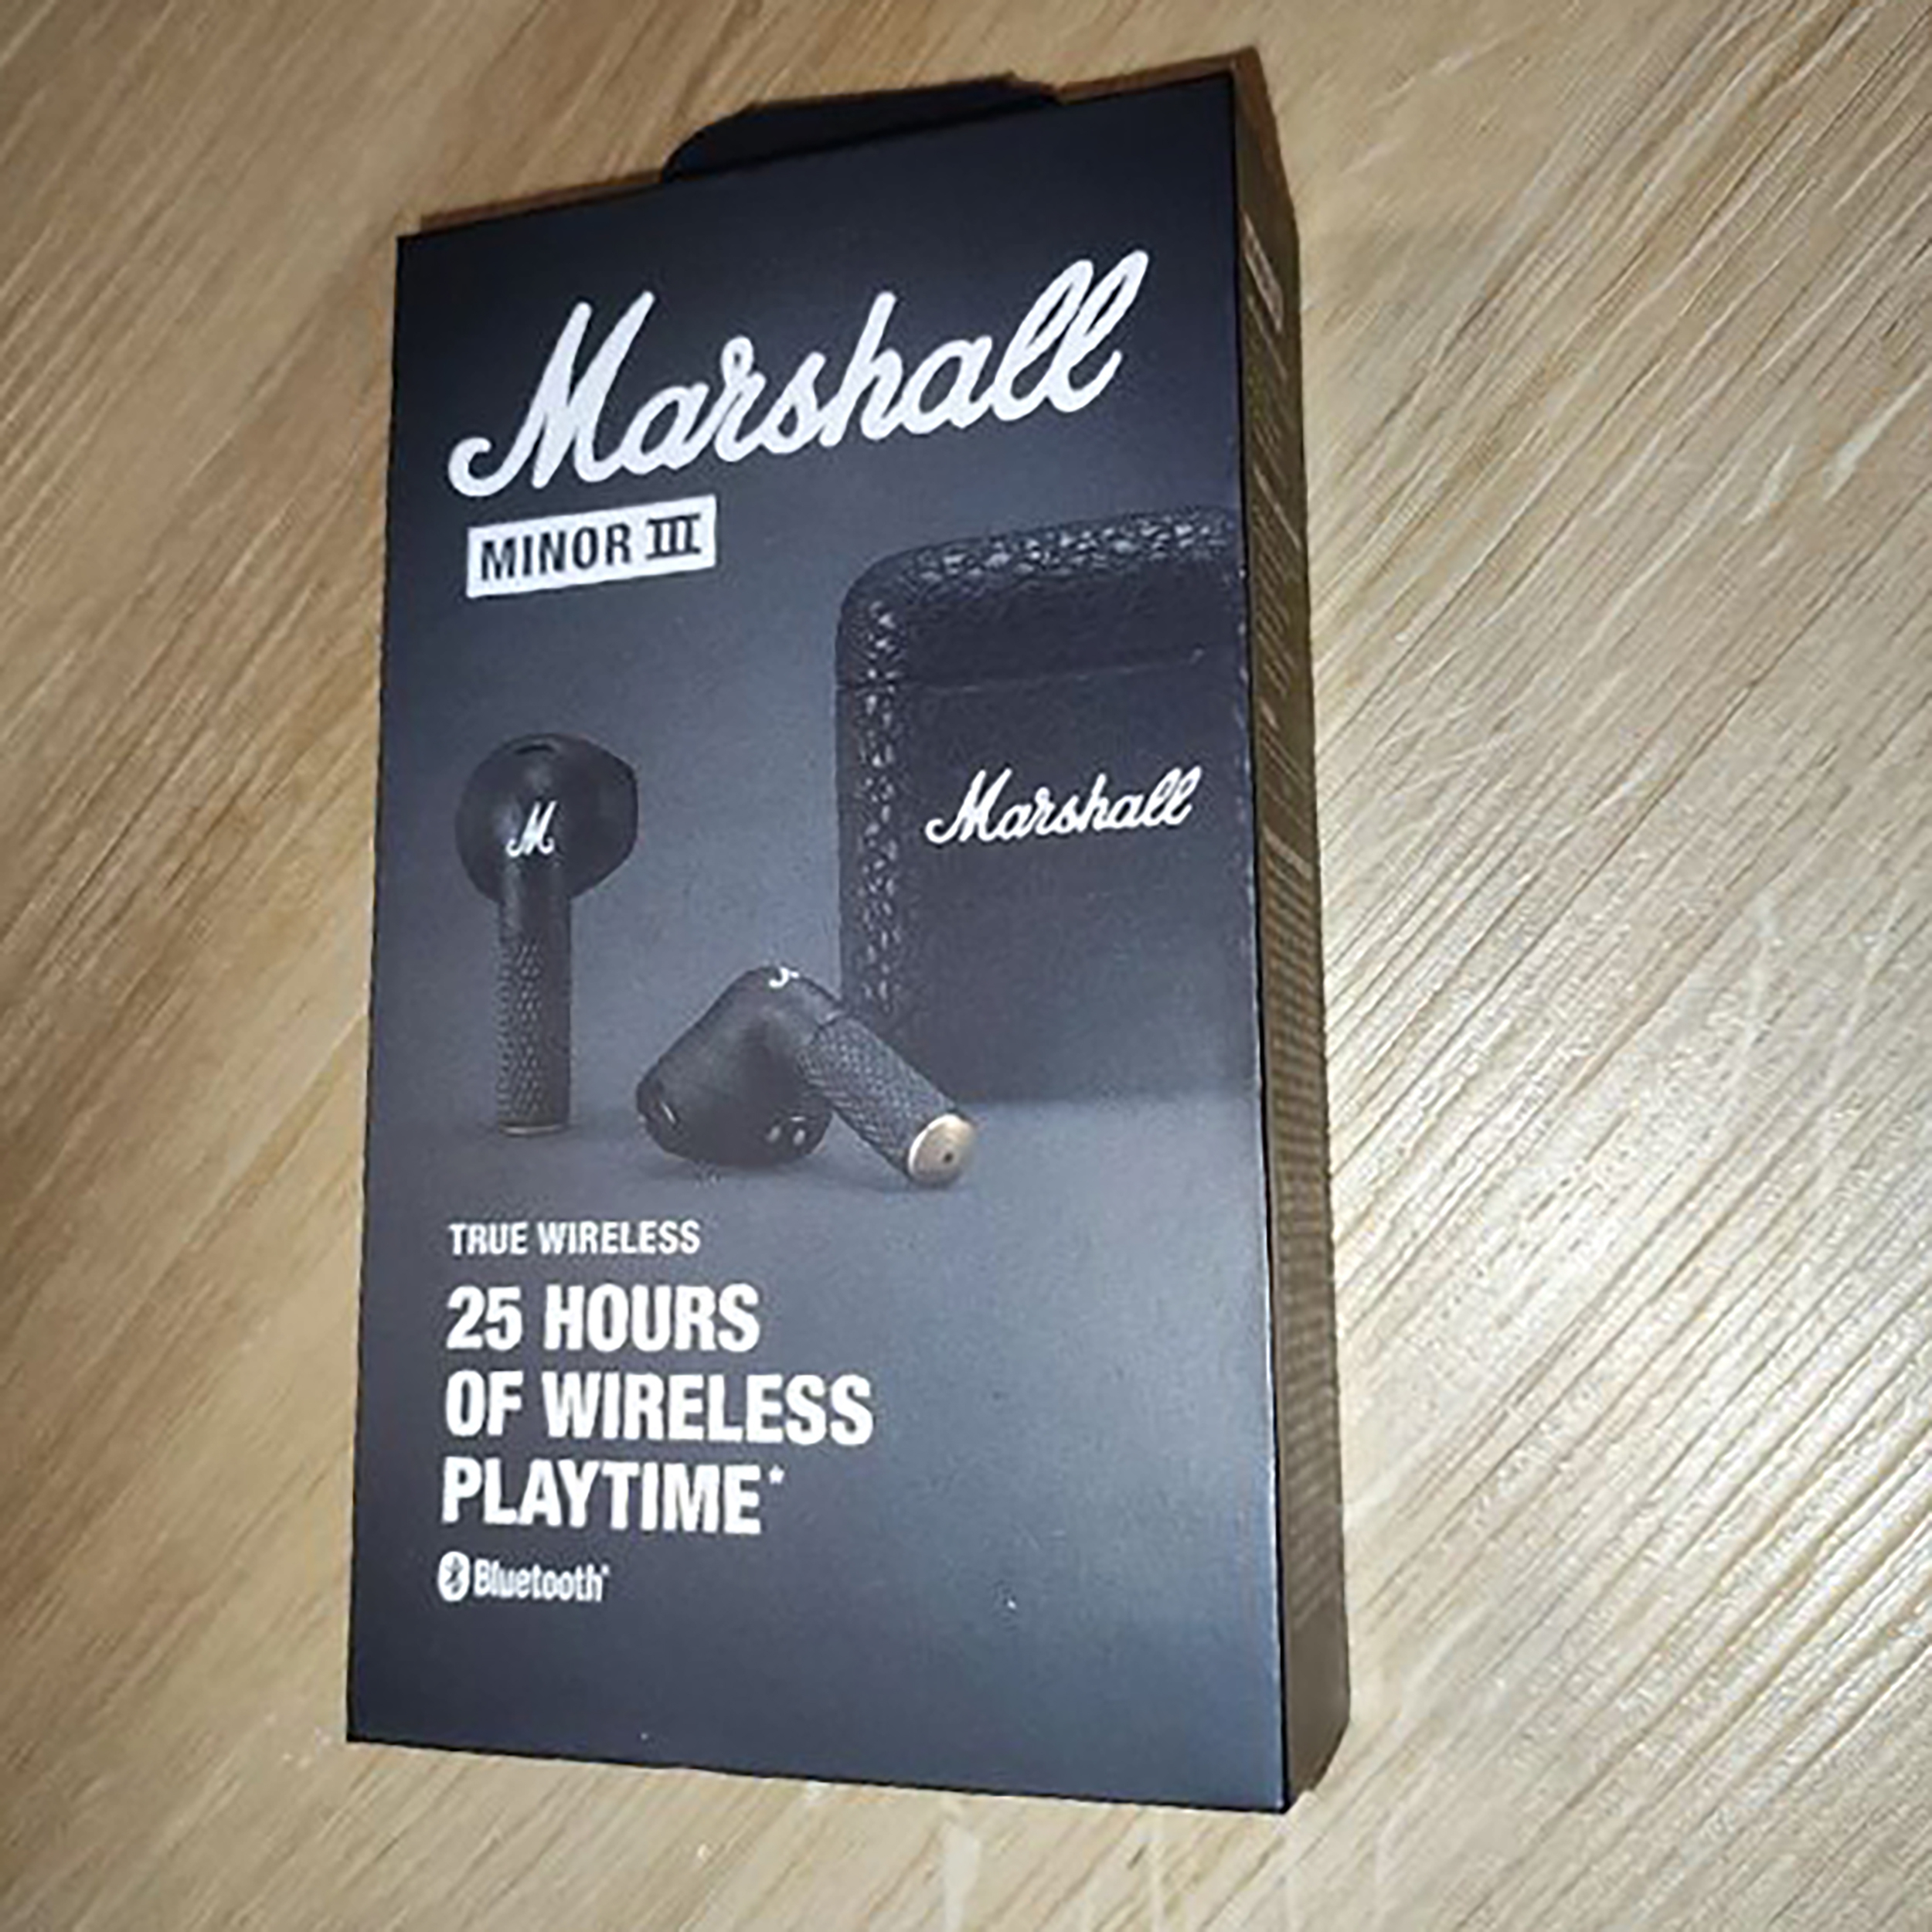 Marshall
MINOR III
M
Marshall
TRUE WIRELESS
25 HOURS
OF WIRELESS
PLAYTIME*
Bluetooth®